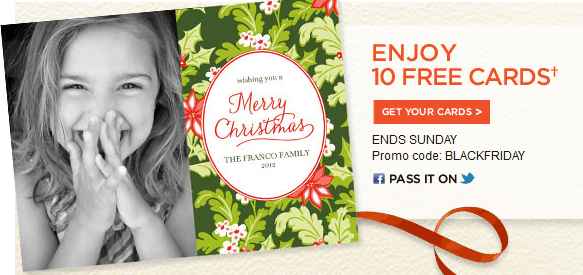 wishing you a
Merry
Christmas
THE FRANCO FAMILY
2012
ENJOY
10 FREE CARDS†
GET YOUR CARDS >
ENDS SUNDAY
Promo code: BLACKFRIDAY
f PASS IT ON